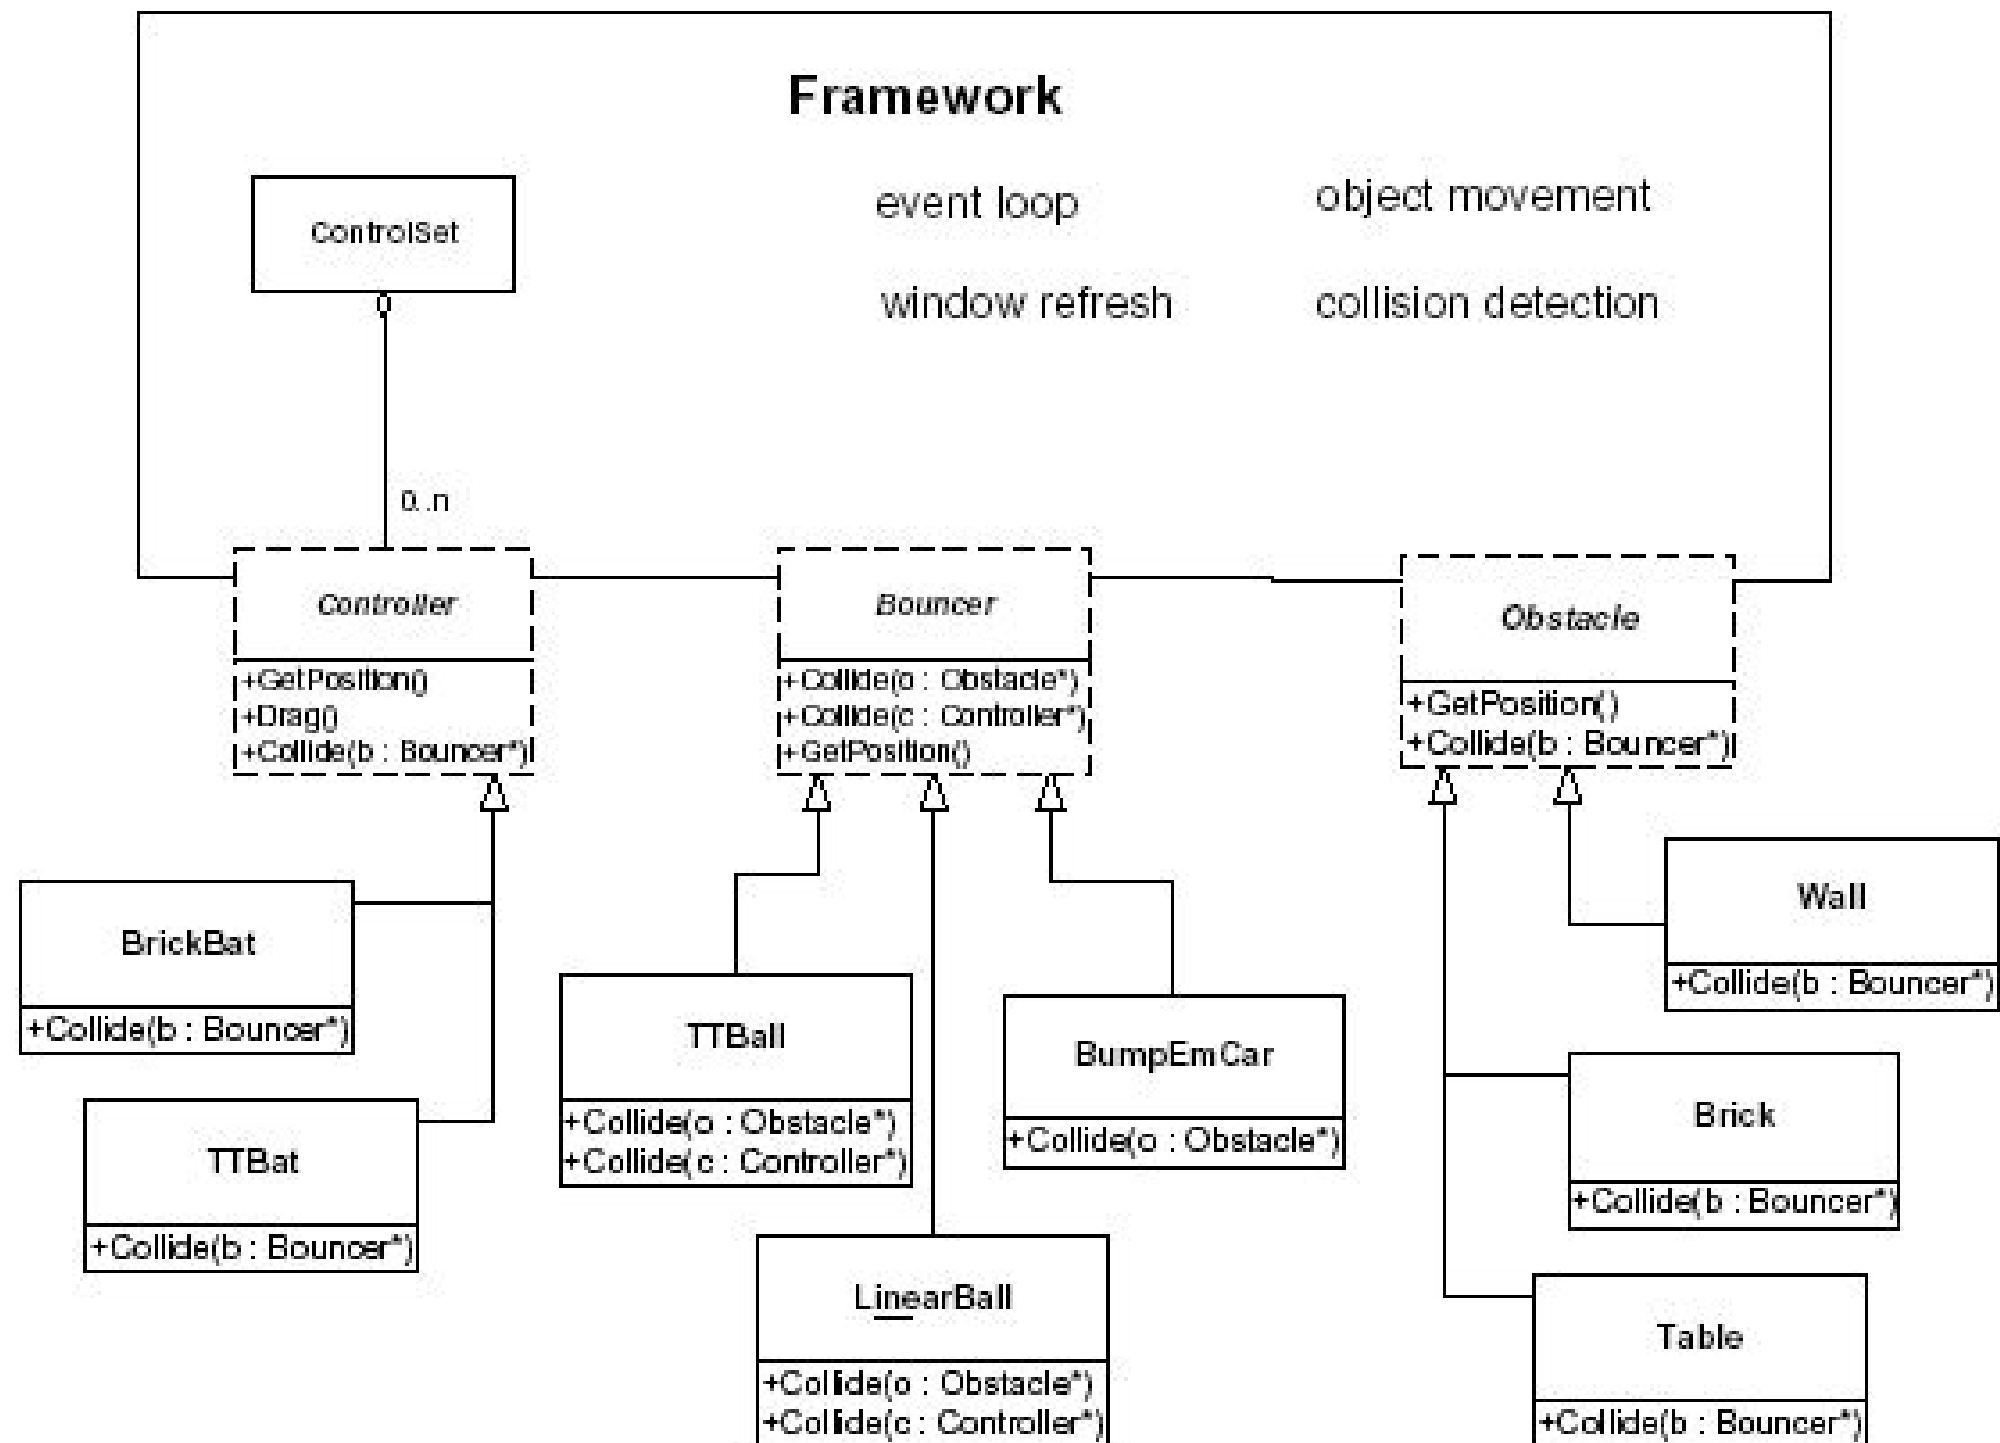 Framework
event loop
object movement
window refresh
collision detection
ControlSet
0..n
Controller
+GetPosition()
+Drag()
+Collide(b : Bouncer*)
Bouncer
+Collide(o : Obstacle*)
+Collide(c : Controller*)
+GetPosition()
Obstacle
+GetPosition()
+Collide(b : Bouncer*)
BrickBat
+Collide(b : Bouncer*)
TTBat
+Collide(b : Bouncer*)
TTBall
+Collide(o : Obstacle*)
+Collide(c : Controller*)
LinearBall
+Collide(o : Obstacle*)
+Collide(c : Controller*)
BumpEmCar
+Collide(o : Obstacle*)
Wall
+Collide(b : Bouncer*)
Brick
+Collide(b : Bouncer*)
Table
+Collide(b : Bouncer*)